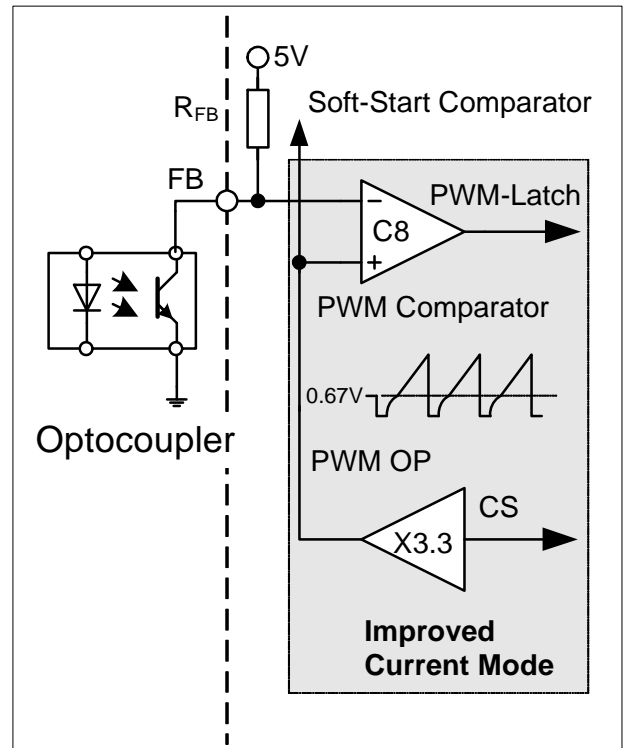 5V
RFB
Soft-Start Comparator
FB
PWM-Latch
C8
PWM Comparator
0.67V
Optocoupler
PWM OP
CS
X3.3
Improved
Current Mode